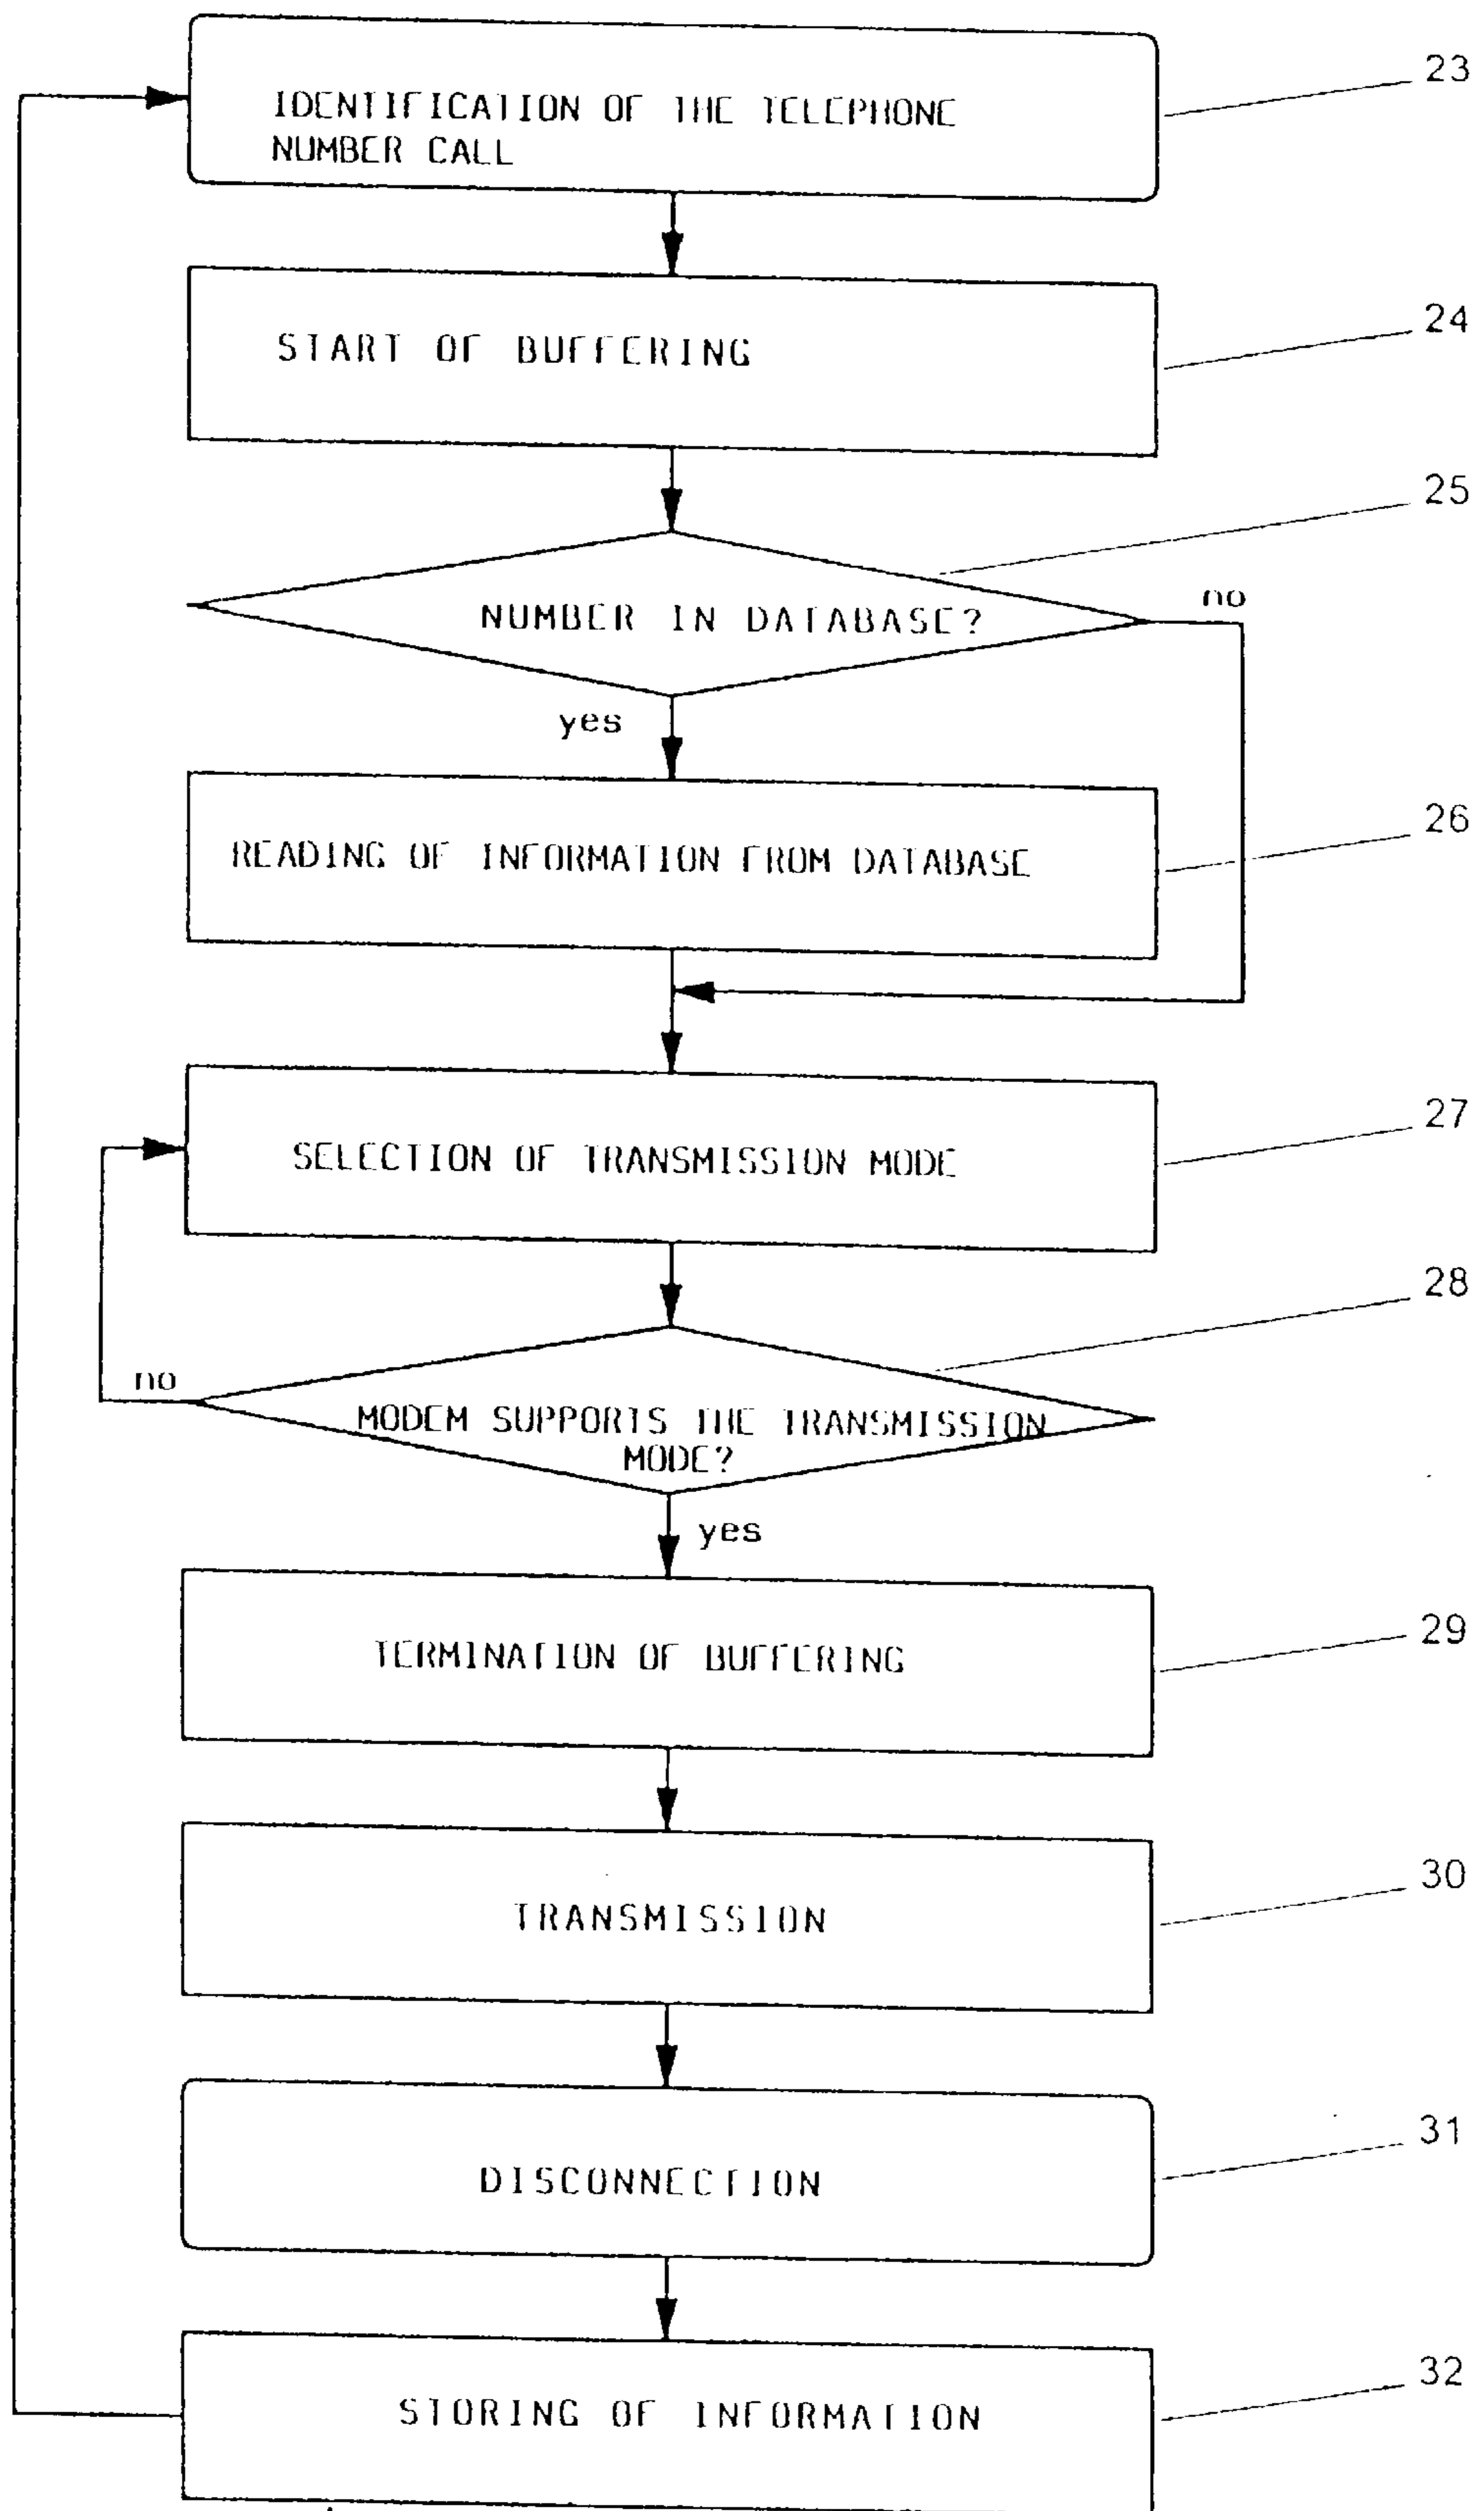 23
IDENTIFICATION OF THE TELEPHONE
NUMBER CALL
24
START OF BUFFERING
25
no
NUMBER IN DATABASE?
yes
26
READING OF INFORMATION FROM DATABASE
27
SELECTION OF TRANSMISSION MODE
28
no
MODEM SUPPORTS THE TRANSMISSION
MODE?
yes
29
TERMINATION OF BUFFERING
30
TRANSMISSION
31
DISCONNECTION
32
STORING OF INFORMATION